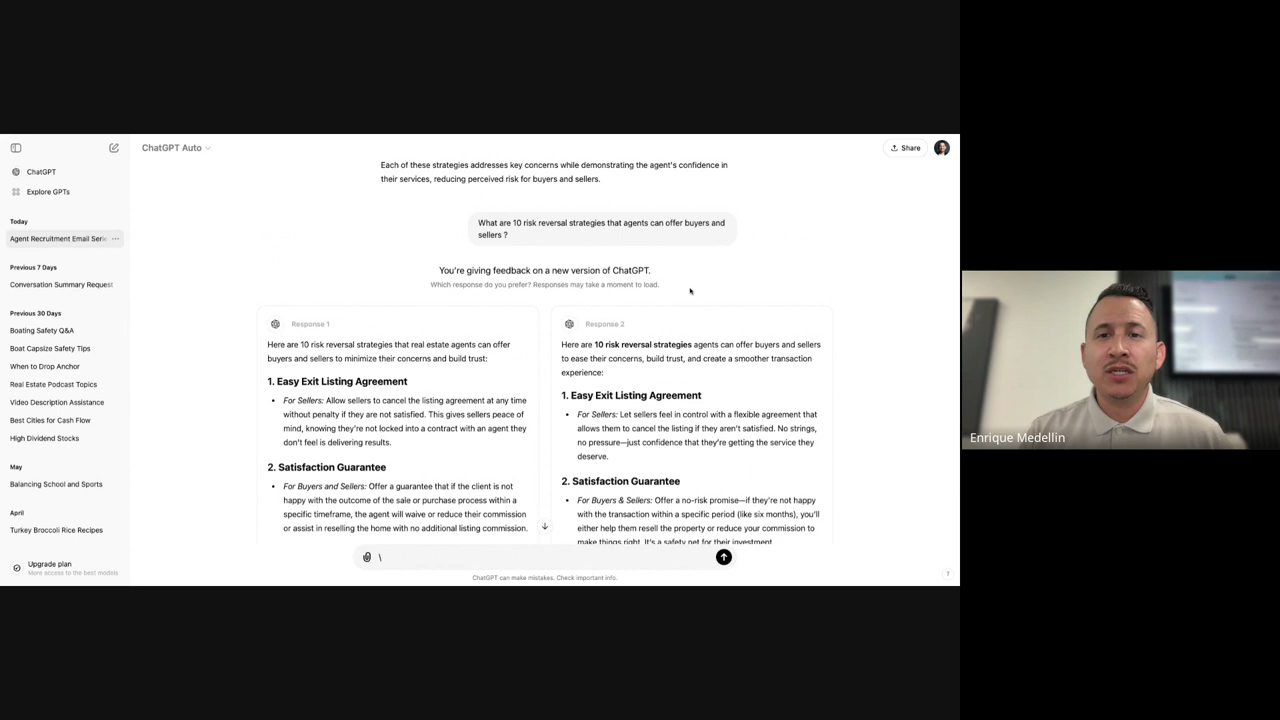 ChatGPT Auto
Share
ChatGPT
Explore GPTs
Today
Agent Recruitment Email Serie
Previous 7 Days
Conversation Summary Request
Previous 30 Days
Boating Safety Q&A
Boat Capsize Safety Tips
When to Drop Anchor
Real Estate Podcast Topics
Video Description Assistance
Best Cities for Cash Flow
High Dividend Stocks
May
Balancing School and Sports
April
Turkey Broccoli Rice Recipes
Upgrade plan
More access to the best models
Each of these strategies addresses key concerns while demonstrating the agent's confidence in
their services, reducing perceived risk for buyers and sellers.
What are 10 risk reversal strategies that agents can offer buyers and
sellers ?
You're giving feedback on a new version of ChatGPT.
Which response do you prefer? Responses may take a moment to load.
Response 1
Here are 10 risk reversal strategies that real estate agents can offer
buyers and sellers to minimize their concerns and build trust:
1. Easy Exit Listing Agreement
• For Sellers: Allow sellers to cancel the listing agreement at any time
without penalty if they are not satisfied. This gives sellers peace of
mind, knowing they're not locked into a contract with an agent they
don't feel is delivering results.
2. Satisfaction Guarantee
• For Buyers and Sellers: Offer a guarantee that if the client is not
happy with the outcome of the sale or purchase process within a
specific timeframe, the agent will waive or reduce their commission
or assist in reselling the home with no additional listing commission.
Response 2
Here are 10 risk reversal strategies agents can offer buyers and sellers
to ease their concerns, build trust, and create a smoother transaction
experience:
1. Easy Exit Listing Agreement
• For Sellers: Let sellers feel in control with a flexible agreement that
allows them to cancel the listing if they aren't satisfied. No strings,
no pressure—just confidence that they're getting the service they
deserve.
2. Satisfaction Guarantee
• For Buyers & Sellers: Offer a no-risk promise—if they're not happy
with the transaction within a specific period (like six months), you'll
either help them resell the property or reduce your commission to
make things right. It's a safety net for their investment.
\
ChatGPT can make mistakes. Check important info.
?
Enrique Medellin